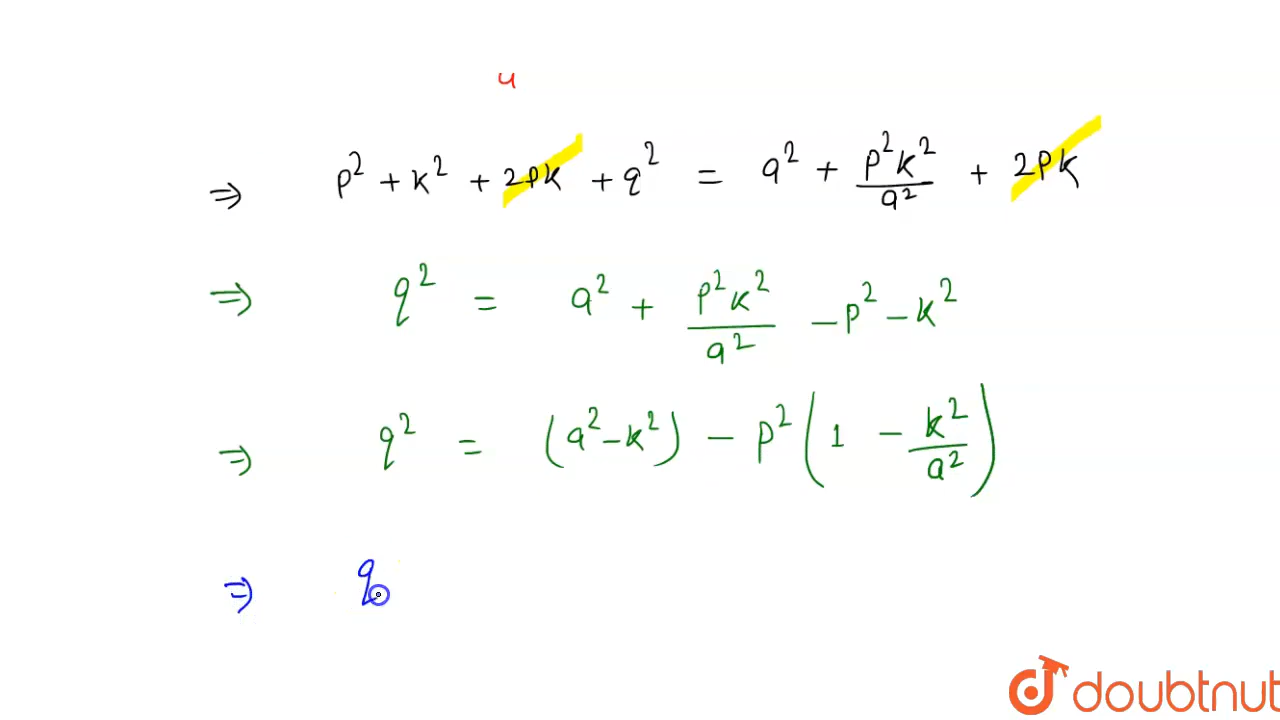 4
⇒ p² + k² + 2pk + q² = a² + p²k²/a² + 2pk
⇒ q² = a² + p²k²/a² - p² - k²
⇒ q² = (a² - k²) - p² (1 - k²/a²)
⇒ q
doubtnut